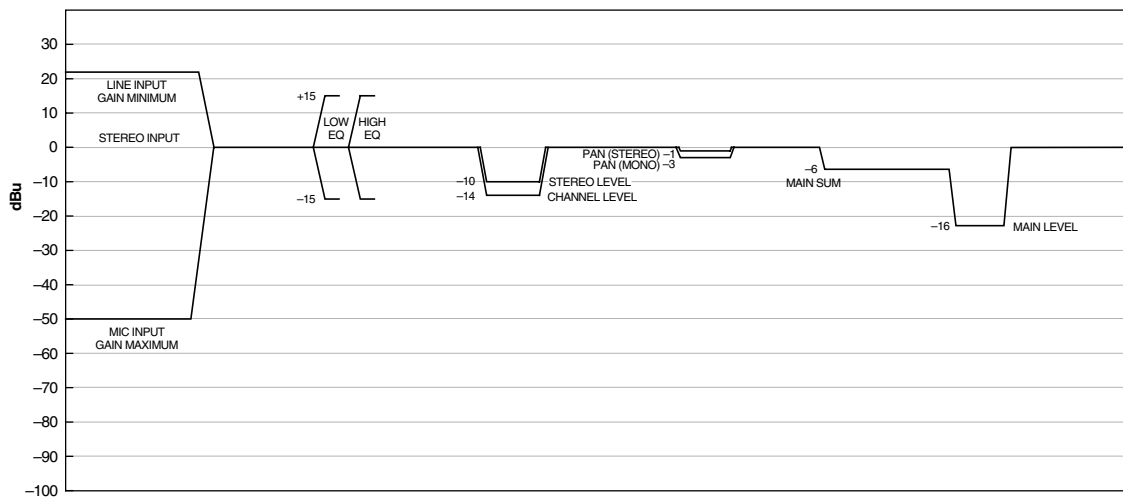 dBu
30
20
10
0
–10
–20
–30
–40
–50
–60
–70
–80
–90
–100
LINE INPUT
GAIN MINIMUM
STEREO INPUT
MIC INPUT
GAIN MAXIMUM
+15
–15
LOW
EQ
HIGH
EQ
–10
–14
STEREO LEVEL
CHANNEL LEVEL
PAN (STEREO) –1
PAN (MONO) –3
–6
MAIN SUM
–16
MAIN LEVEL